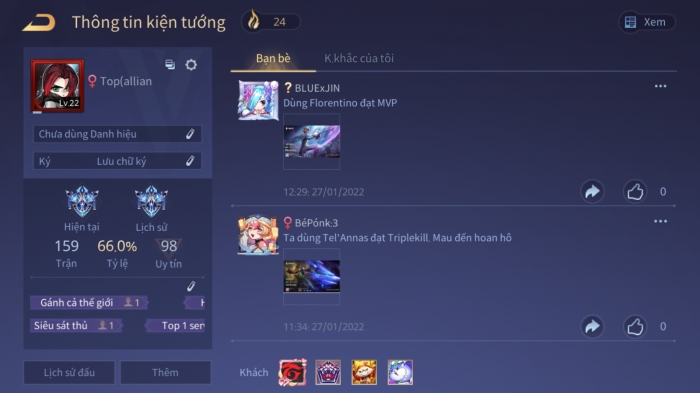 Thông tin kiện tướng
24
Xem
Top(allian
Lv.22
Chưa dùng Danh hiệu
Ký Lưu chữ ký
Hiện tại Lịch sử
159 66.0% 98
Trận Tỷ lệ Uy tín
Gánh cả thế giới 1 H
Siêu sát thủ 1 Top 1 serv
Lịch sử đấu Thêm
Bạn bè K.khắc của tôi
? BLUExJIN
Dùng Florentino đạt MVP
12:29: 27/01/2022 0
BéPónk:3
Ta dùng Tel'Annas đạt Triplekill. Mau đến hoan hô
11:34: 27/01/2022 0
Khách